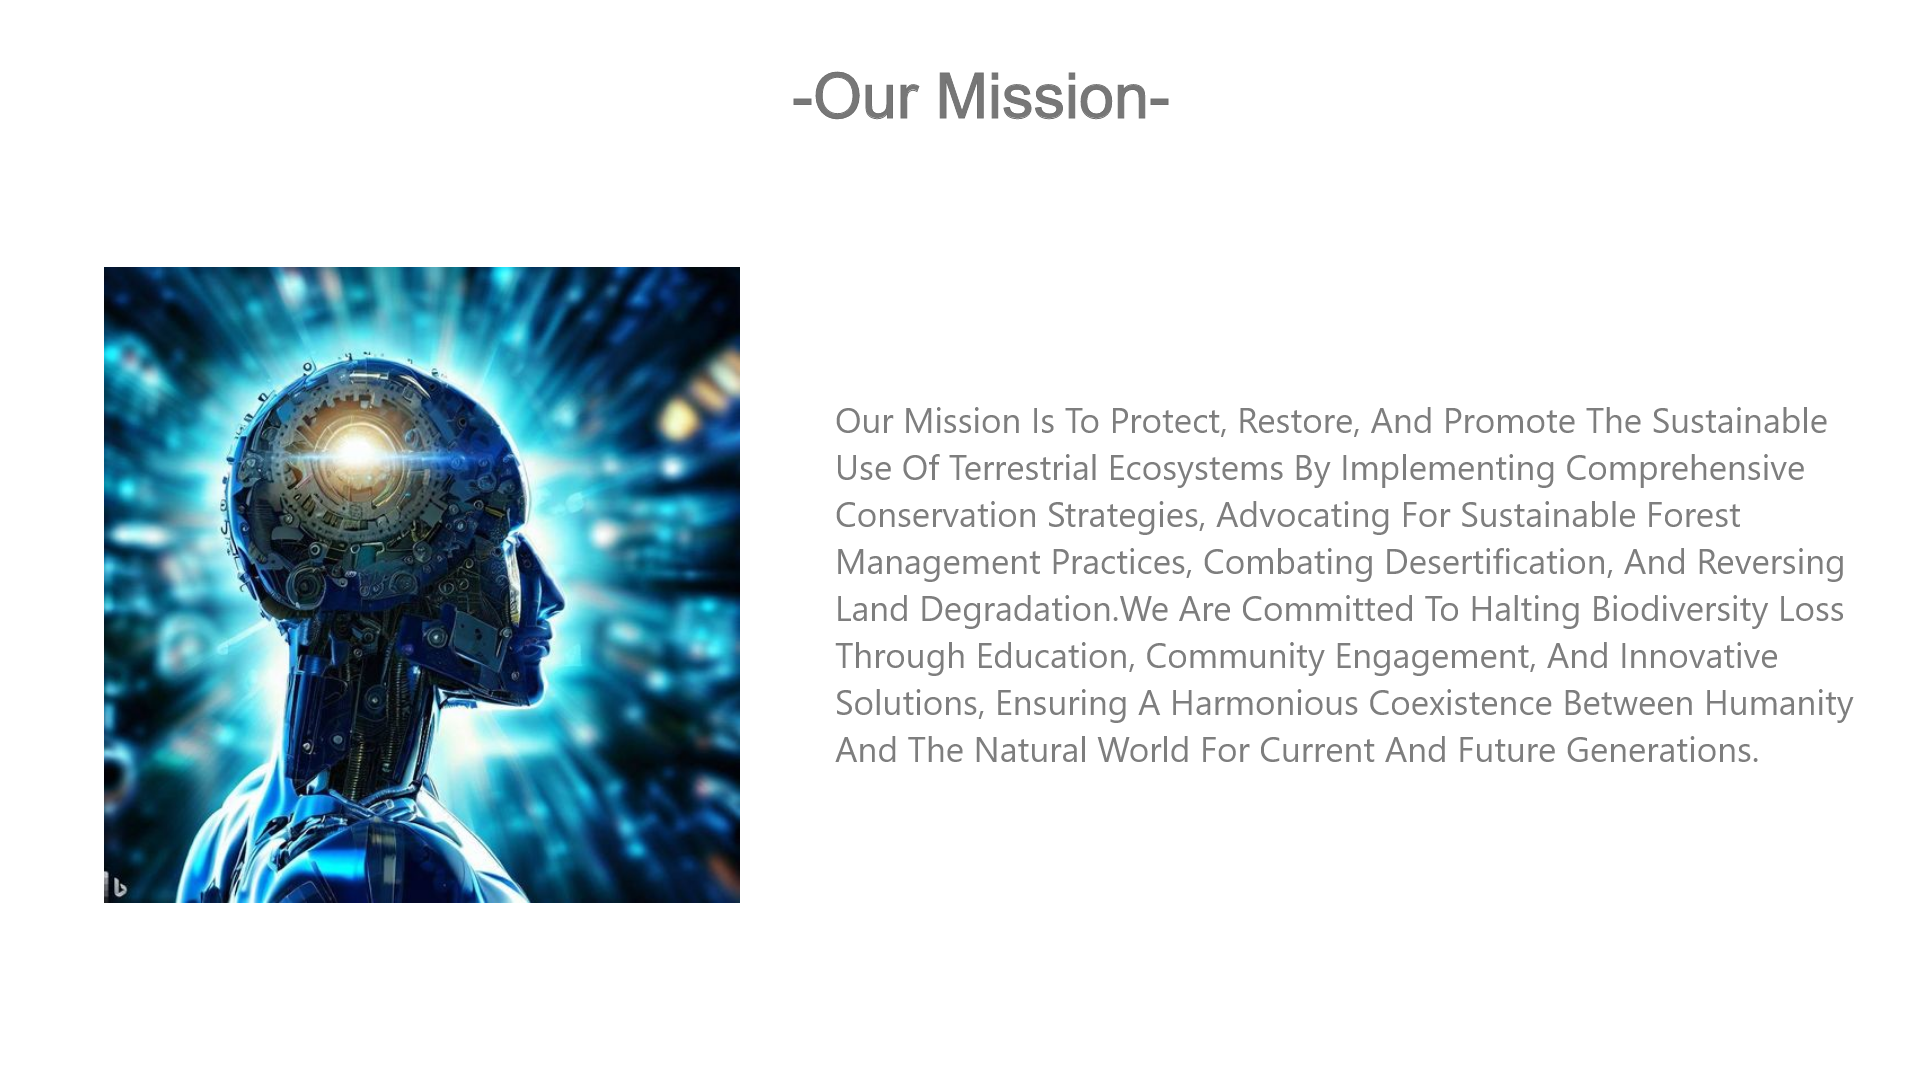 -Our Mission-
Our Mission Is To Protect, Restore, And Promote The Sustainable
Use Of Terrestrial Ecosystems By Implementing Comprehensive
Conservation Strategies, Advocating For Sustainable Forest
Management Practices, Combating Desertification, And Reversing
Land Degradation.We Are Committed To Halting Biodiversity Loss
Through Education, Community Engagement, And Innovative
Solutions, Ensuring A Harmonious Coexistence Between Humanity
And The Natural World For Current And Future Generations.